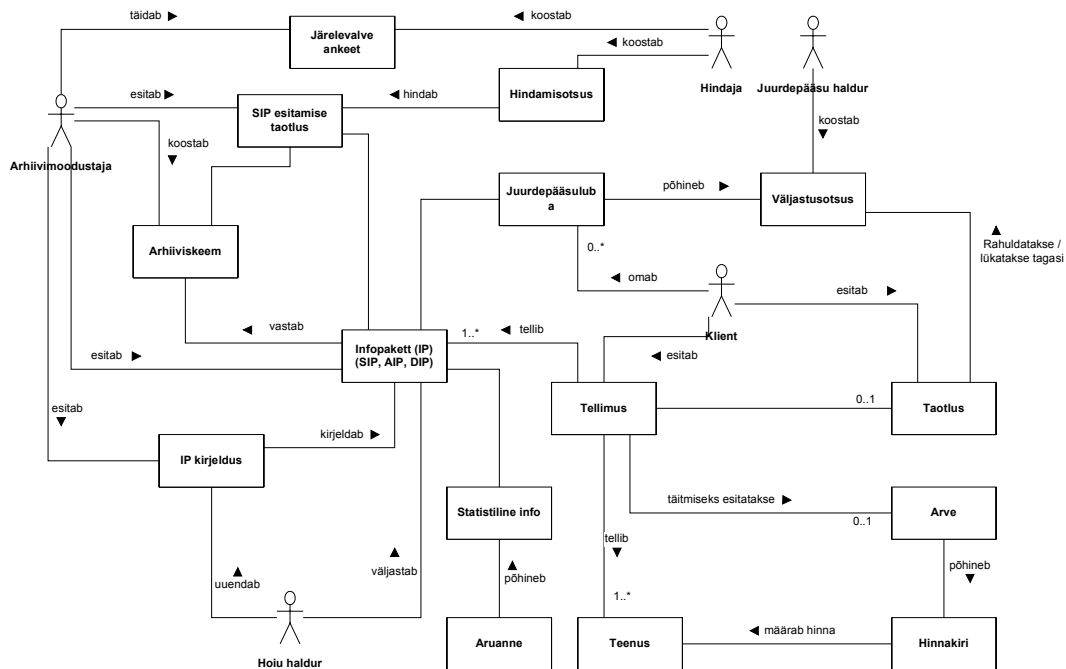 täidab ►
◄ koostab
Järelevalve
ankeet
◄ koostab
Hindaja
Juurdepääsu haldur
esitab ►
SIP esitamise
taotlus
◄ hindab
Hindamisotsus
koostab
▼
koostab
▼
Arhiivimoodustaja
Juurdepääsulub
a
põhineb ►
Väljastusotsus
Arhiiviskeem
0..*
▲
Rahuldatakse /
lükatakse tagasi
◄ omab
esitab ►
Klient
◄ vastab
1..*
◄ tellib
Infopakett (IP)
(SIP, AIP, DIP)
esitab ►
◄ esitab
esitab
▼
Tellimus
0..1
Taotlus
kirjeldab ►
IP kirjeldus
Statistiline info
täitmiseks esitatakse ►
0..1
Arve
tellib
▼
põhineb
▼
▲
uuendab
▲
väljastab
▲
põhineb
1..*
Hoiu haldur
Aruanne
Teenus
◄ määrab hinna
Hinnakiri